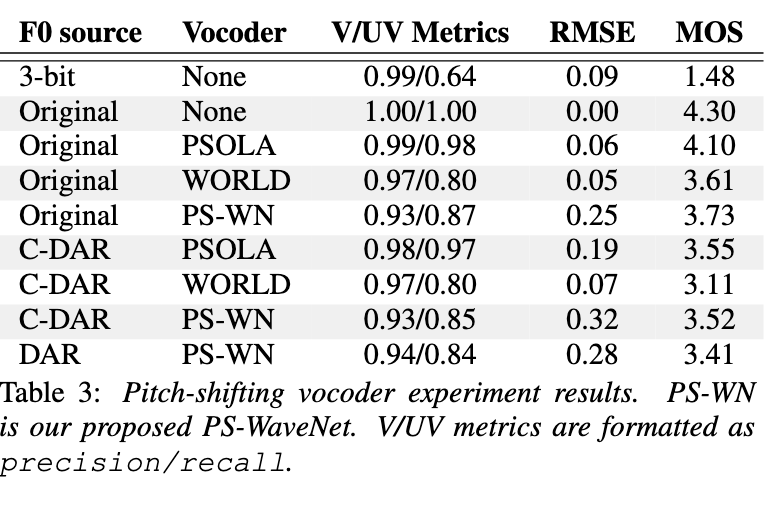 F0 source Vocoder V/UV Metrics RMSE MOS
3-bit None 0.99/0.64 0.09 1.48
Original None 1.00/1.00 0.00 4.30
Original PSOLA 0.99/0.98 0.06 4.10
Original WORLD 0.97/0.80 0.05 3.61
Original PS-WN 0.93/0.87 0.25 3.73
C-DAR PSOLA 0.98/0.97 0.19 3.55
C-DAR WORLD 0.97/0.80 0.07 3.11
C-DAR PS-WN 0.93/0.85 0.32 3.52
DAR PS-WN 0.94/0.84 0.28 3.41
Table 3: Pitch-shifting vocoder experiment results. PS-WN
is our proposed PS-WaveNet. V/UV metrics are formatted as
precision/recall.